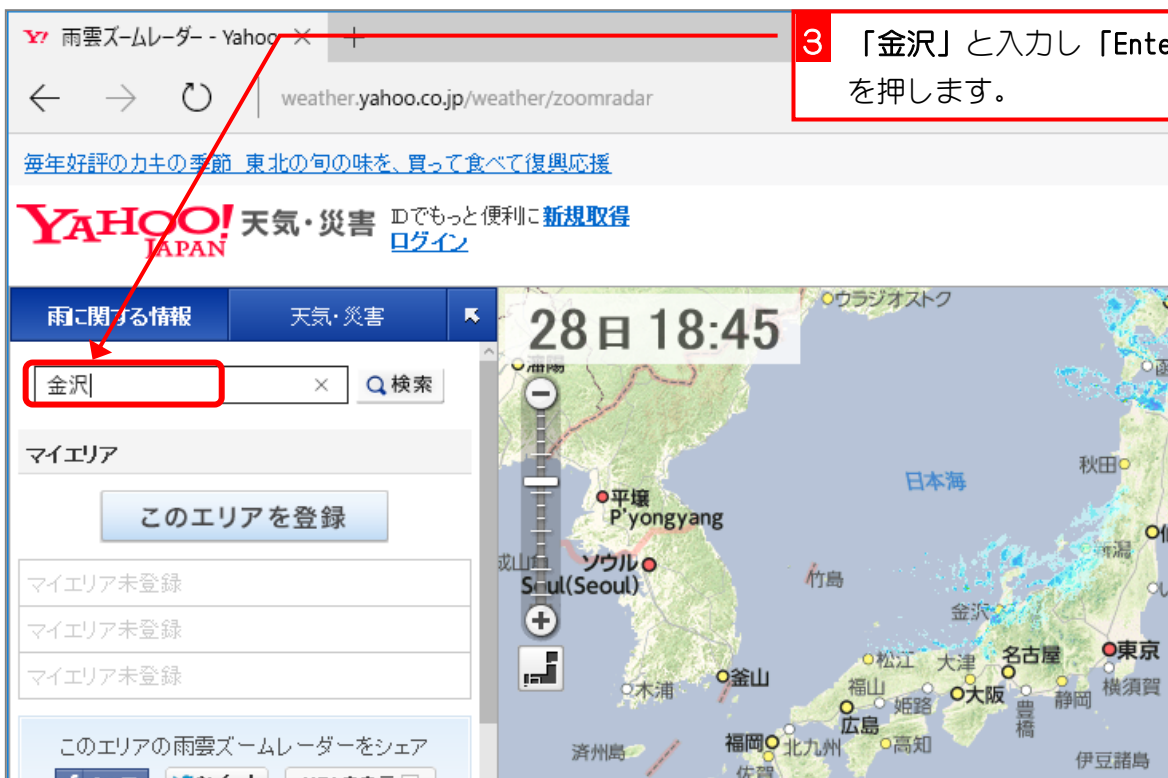 雨雲ズームレーダー - Yahoo
3 「金沢」と入力し「Ente
を押します。
weather.yahoo.co.jp/weather/zoomradar
毎年好評のカキの季節 東北の旬の味を、買って食べて復興応援
YAHOO! JAPAN 天気・災害
IDでもっと便利に新規取得
ログイン
雨に関する情報 天気・災害
金沢 検索
マイエリア
このエリアを登録
マイエリア未登録
マイエリア未登録
マイエリア未登録
このエリアの雨雲ズームレーダーをシェア
28日 18:45
ウラジオストク
瀋陽
秋田
日本海
平壌
P'yongyang
新潟
ソウル
Seoul(Seoul)
竹島
金沢
松江 大津 名古屋 東京
釜山
木浦
福山 姫路 大阪 豊橋 静岡 横須賀
広島
福岡 北九州 高知
済州島
佐賀
伊豆諸島